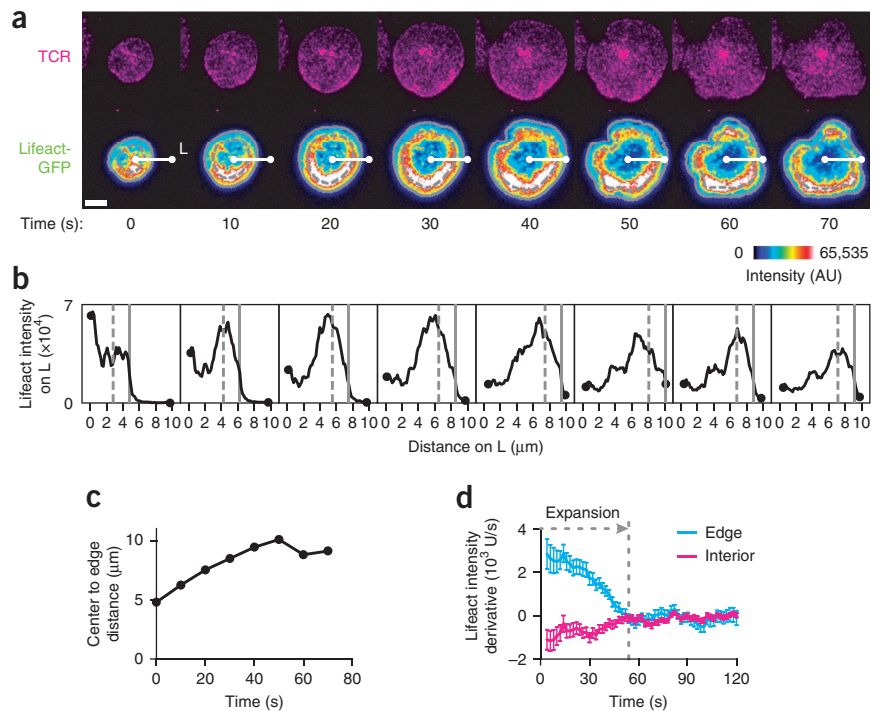 a
TCR
Lifeact-
GFP
L
Time (s): 0 10 20 30 40 50 60 70
0 65,535
Intensity (AU)
b
Lifeact intensity
on L (×10⁴)
7
0
0 2 4 6 8 10 0 2 4 6 8 10 0 2 4 6 8 10 0 2 4 6 8 10 0 2 4 6 8 10 0 2 4 6 8 10 0 2 4 6 8 10 0 2 4 6 8 10
Distance on L (μm)
c
Center to edge
distance (μm)
10
5
0
0 20 40 60 80
Time (s)
d
Expansion
Edge
Interior
Lifeact intensity
derivative (10³ U/s)
4
2
0
−2
0 30 60 90 120
Time (s)